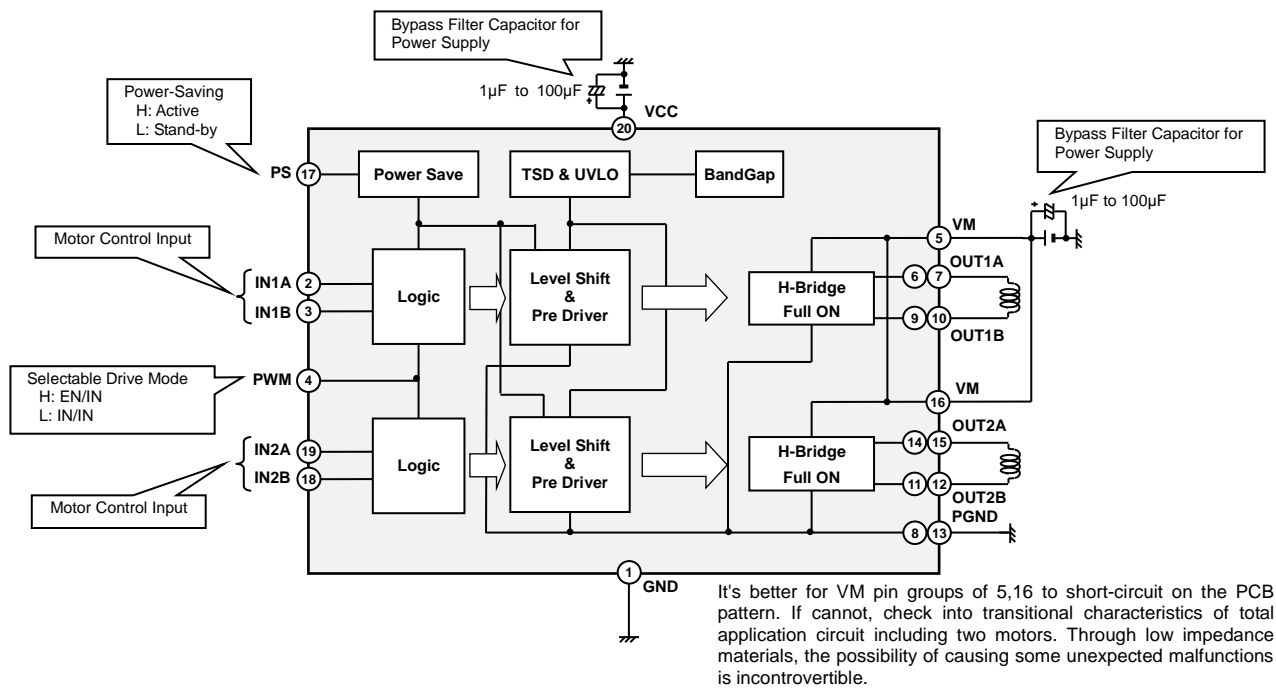 Bypass Filter Capacitor for
Power Supply
1µF to 100µF
+
VCC
20
Power-Saving
H: Active
L: Stand-by
PS
17
Power Save
TSD & UVLO
BandGap
Bypass Filter Capacitor for
Power Supply
+
1µF to 100µF
VM
5
Motor Control Input
IN1A
2
IN1B
3
Logic
Level Shift
&
Pre Driver
H-Bridge
Full ON
OUT1A
6 7
9 10
OUT1B
Selectable Drive Mode
H: EN/IN
L: IN/IN
PWM
4
VM
16
IN2A
19
IN2B
18
Motor Control Input
Logic
Level Shift
&
Pre Driver
H-Bridge
Full ON
OUT2A
14 15
11 12
OUT2B
PGND
8 13
1
GND
It's better for VM pin groups of 5,16 to short-circuit on the PCB
pattern. If cannot, check into transitional characteristics of total
application circuit including two motors. Through low impedance
materials, the possibility of causing some unexpected malfunctions
is incontrovertible.